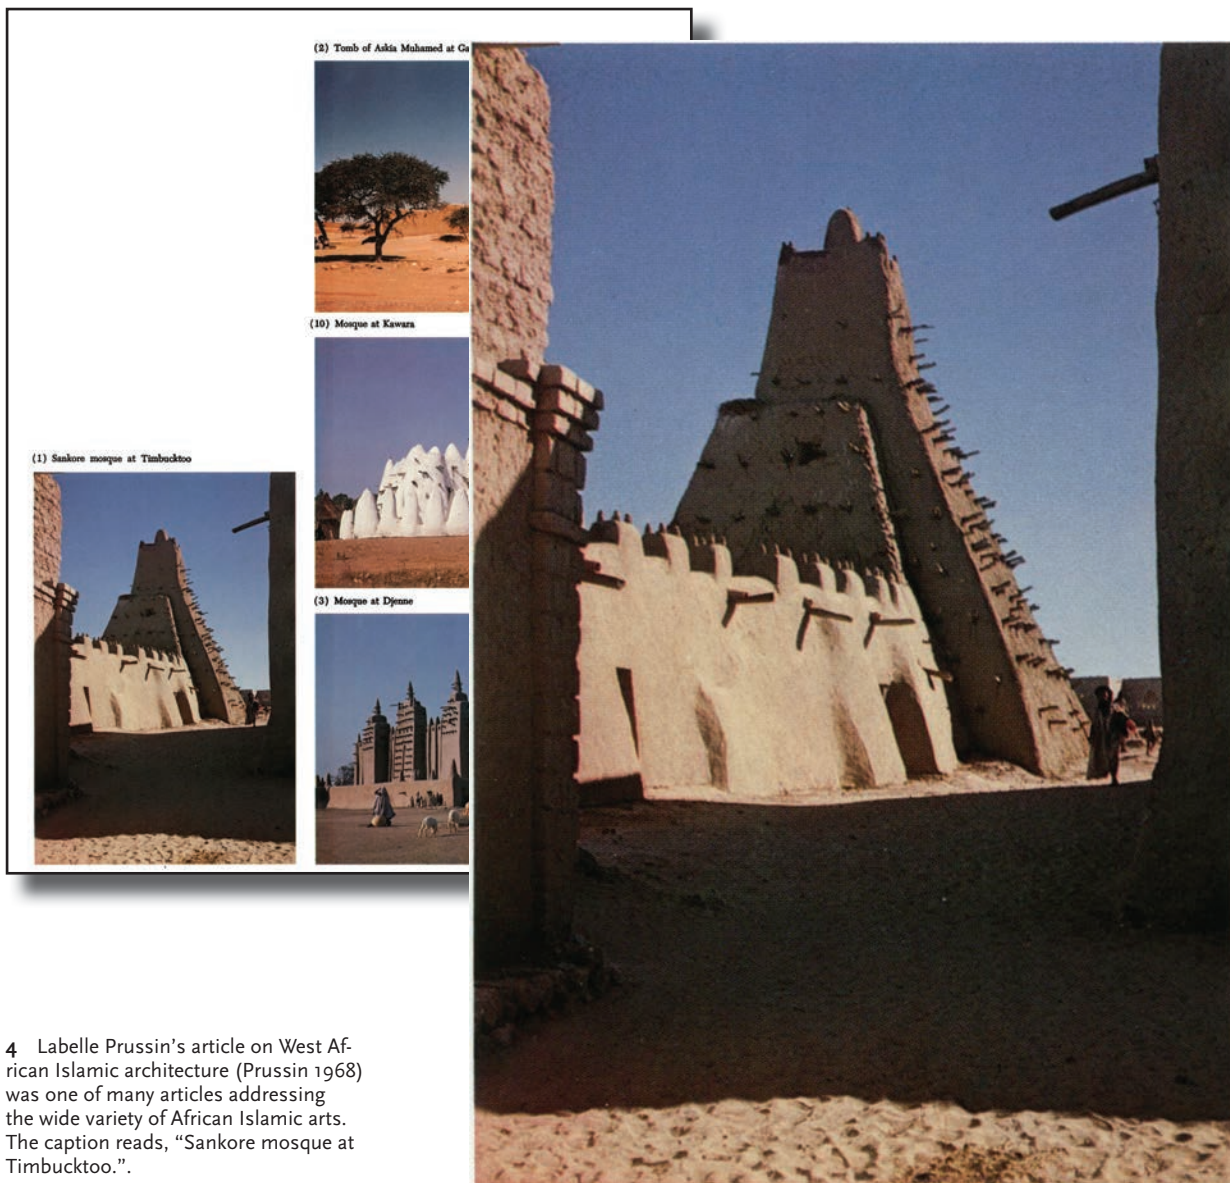 (2) Tomb of Askia Muhamed at
(10) Mosque at Kawara
(1) Sankore mosque at Timbucktoo
(3) Mosque at Djenne
4 Labelle Prussin’s article on West Af-
rican Islamic architecture (Prussin 1968)
was one of many articles addressing
the wide variety of African Islamic arts.
The caption reads, “Sankore mosque at
Timbucktoo.”.